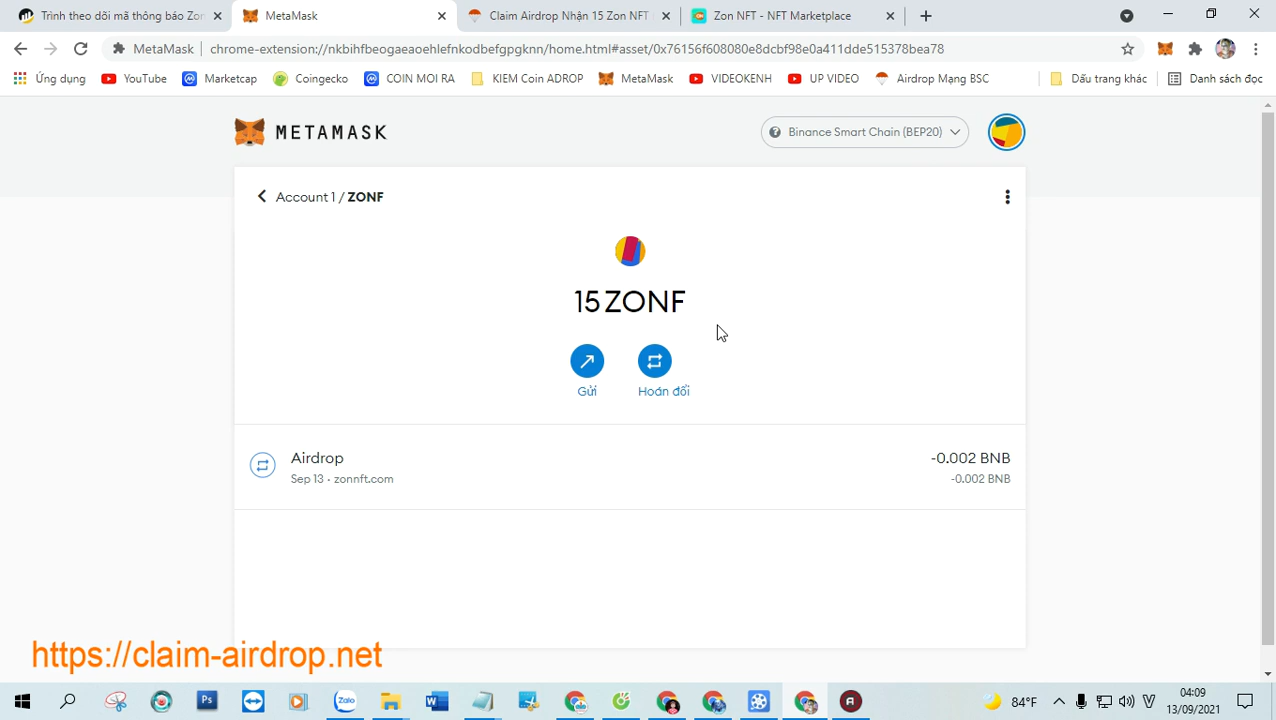 Trình theo dõi mã thông báo Zon
MetaMask
Claim Airdrop Nhận 15 Zon NFT (
Zon NFT - NFT Marketplace
MetaMask
chrome-extension://nkbihfbeogaeaoehlefnkodbefgpgknn/home.html#asset/0x76156f608080e8dcbf98e0a411dde515378bea78
Ứng dụng
YouTube
Marketcap
Coingecko
COIN MOI RA
KIEM Coin ADROP
MetaMask
VIDEOKENH
UP VIDEO
Airdrop Mạng BSC
Dấu trang khác
Danh sách đọc
METAMASK
Binance Smart Chain (BEP20)
Account 1 / ZONF
15 ZONF
Gửi
Hoán đổi
Airdrop
-0.002 BNB
Sep 13 · zonnft.com
-0.002 BNB
https://claim-airdrop.net
Ps
Zalo
84°F
04:09
13/09/2021